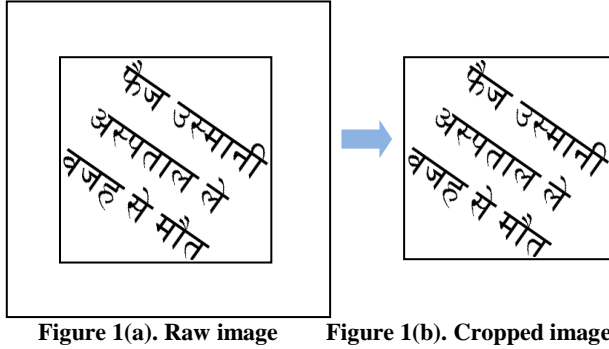 फैज उस्मानी
अस्पताल ले
वजह से मौत
फैज उस्मानी
अस्पताल ले
वजह से मौत
Figure 1(a). Raw image
Figure 1(b). Cropped image